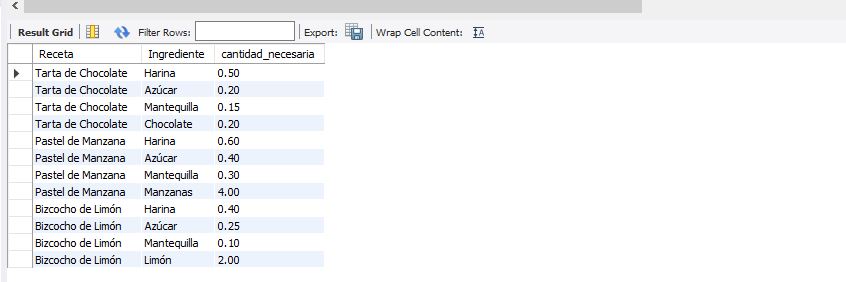 Result Grid Filter Rows: Export: Wrap Cell Content:
Receta Ingrediente cantidad_necesaria
Tarta de Chocolate Harina 0.50
Tarta de Chocolate Azúcar 0.20
Tarta de Chocolate Mantequilla 0.15
Tarta de Chocolate Chocolate 0.20
Pastel de Manzana Harina 0.60
Pastel de Manzana Azúcar 0.40
Pastel de Manzana Mantequilla 0.30
Pastel de Manzana Manzanas 4.00
Bizcocho de Limón Harina 0.40
Bizcocho de Limón Azúcar 0.25
Bizcocho de Limón Mantequilla 0.10
Bizcocho de Limón Limón 2.00